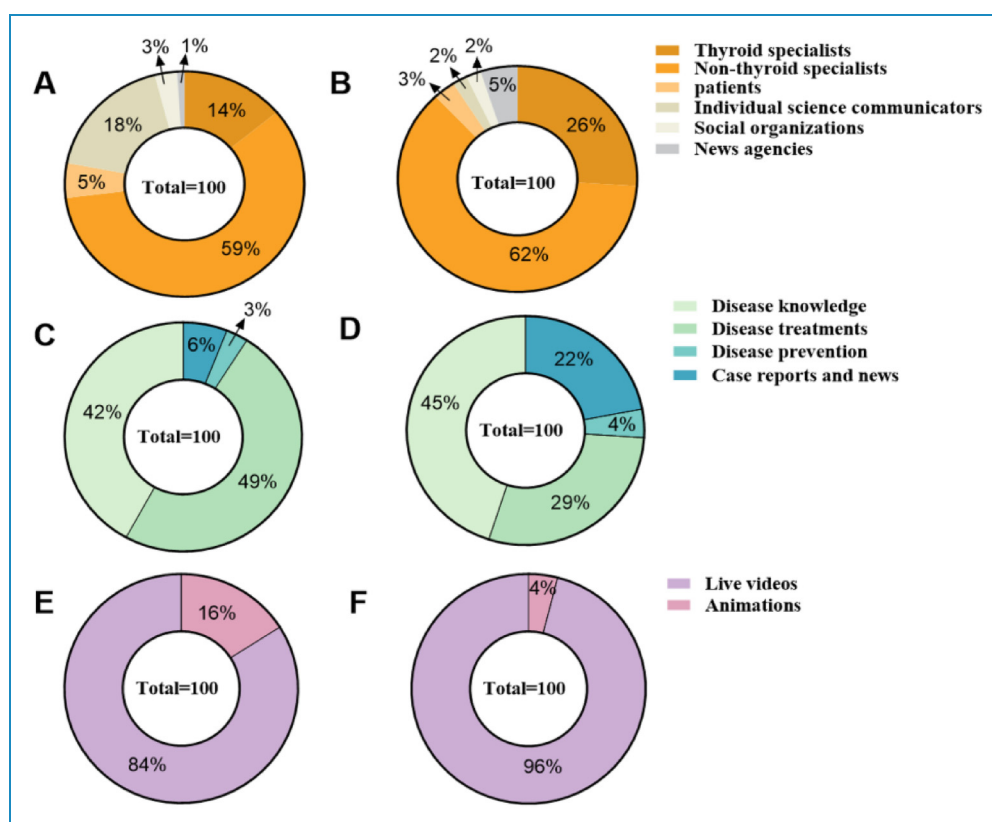 A
3%
1%
14%
18%
5%
Total=100
59%
B
2%
2%
3%
5%
26%
Total=100
62%
Thyroid specialists
Non-thyroid specialists
patients
Individual science communicators
Social organizations
News agencies
C
3%
6%
42%
Total=100
49%
D
22%
45%
4%
Total=100
29%
Disease knowledge
Disease treatments
Disease prevention
Case reports and news
E
16%
Total=100
84%
F
4%
Total=100
96%
Live videos
Animations